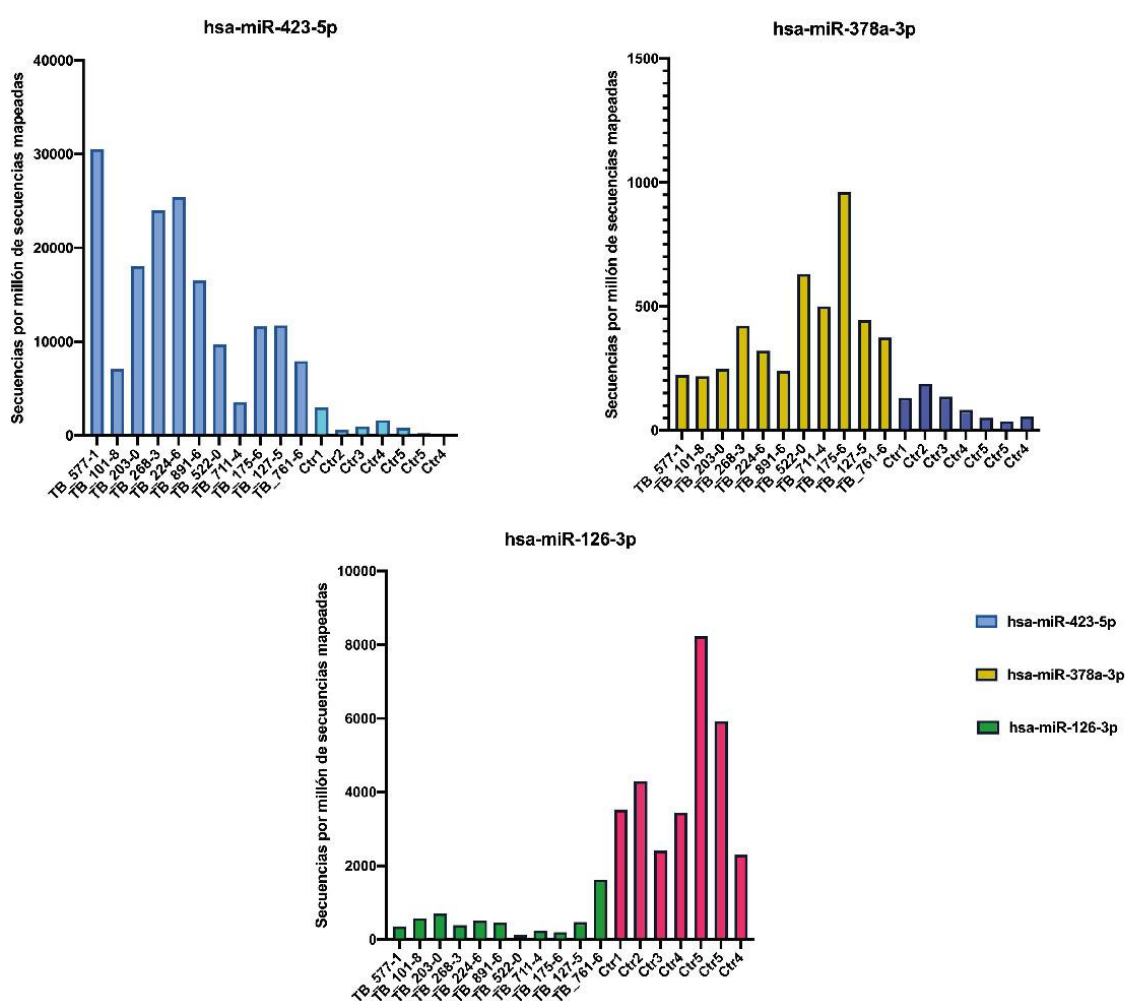 hsa-miR-423-5p
Secuencias por millón de secuencias mapeadas
40000
30000
20000
10000
0
TB_577-1
TB_101-8
TB_203-0
TB_268-3
TB_224-6
TB_891-6
TB_522-0
TB_711-4
TB_175-6
TB_127-5
TB_761-6
Ctr1
Ctr2
Ctr3
Ctr4
Ctr5
Ctr5
Ctr4
hsa-miR-378a-3p
Secuencias por millón de secuencias mapeadas
1500
1000
500
0
TB_577-1
TB_101-8
TB_203-0
TB_268-3
TB_224-6
TB_891-6
TB_522-0
TB_711-4
TB_175-6
TB_127-5
TB_761-6
Ctr1
Ctr2
Ctr3
Ctr4
Ctr5
Ctr5
Ctr4
hsa-miR-126-3p
Secuencias por millón de secuencias mapeadas
10000
8000
6000
4000
2000
0
TB_577-1
TB_101-8
TB_203-0
TB_268-3
TB_224-6
TB_891-6
TB_522-0
TB_711-4
TB_175-6
TB_127-5
TB_761-6
Ctr1
Ctr2
Ctr3
Ctr4
Ctr5
Ctr5
Ctr4
hsa-miR-423-5p
hsa-miR-378a-3p
hsa-miR-126-3p